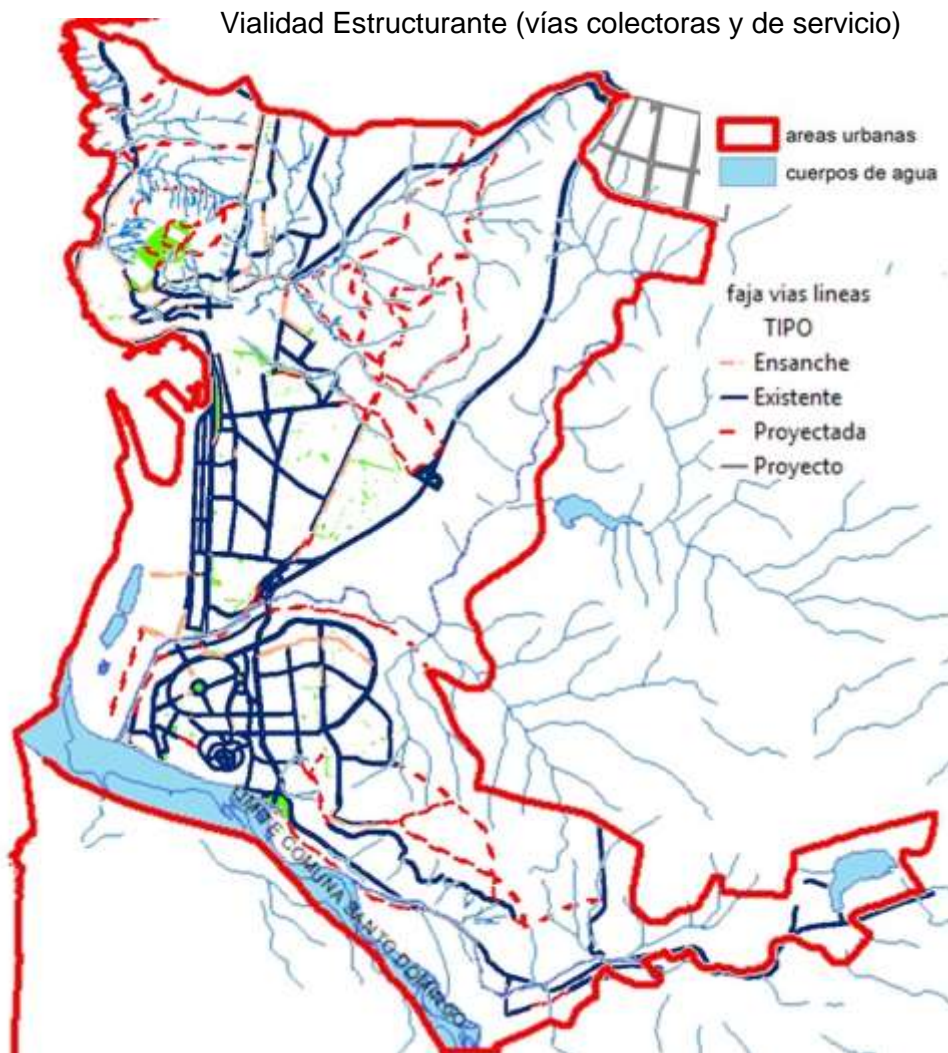 Vialidad Estructurante (vías colectoras y de servicio)
areas urbanas
cuerpos de agua
faja vias lineas
TIPO
Ensanche
Existente
Proyectada
Proyecto
COMUNA SANTO DOMINGO